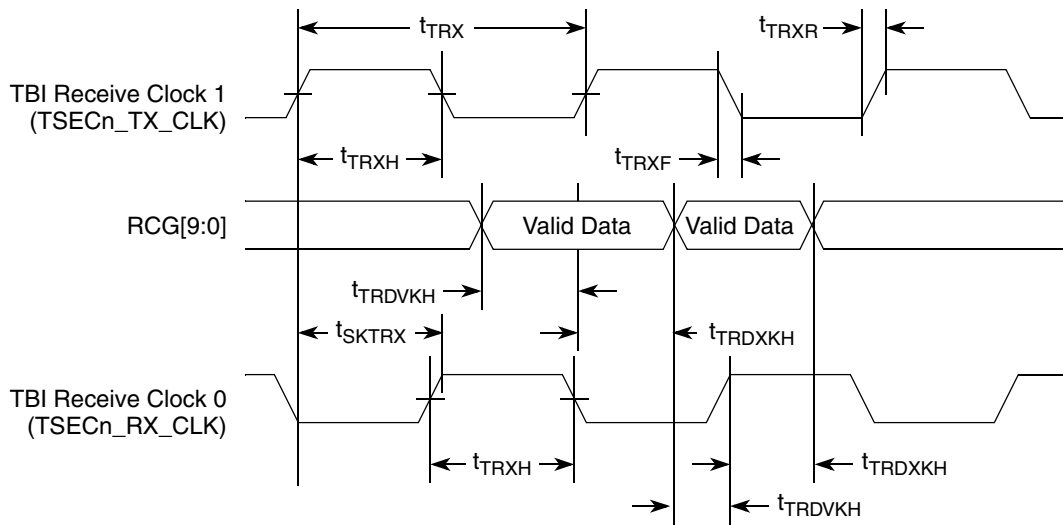 tTRX
tTRXR
TBI Receive Clock 1
(TSECn_TX_CLK)
tTRXH
tTRXF
RCG[9:0]
Valid Data
Valid Data
tTRDVKH
tSKTRX
tTRDXKH
TBI Receive Clock 0
(TSECn_RX_CLK)
tTRXH
tTRDXKH
tTRDVKH